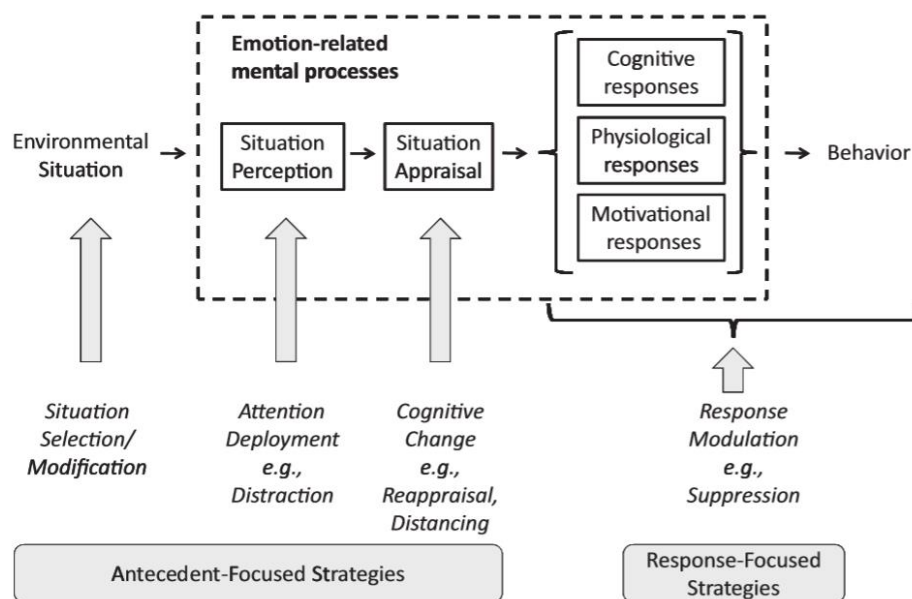 Emotion-related
mental processes
Environmental
Situation
Situation
Perception
Situation
Appraisal
Cognitive
responses
Physiological
responses
Motivational
responses
Behavior
Situation
Selection/
Modification
Attention
Deployment
e.g.,
Distraction
Cognitive
Change
e.g.,
Reappraisal,
Distancing
Response
Modulation
e.g.,
Suppression
Antecedent-Focused Strategies
Response-Focused
Strategies